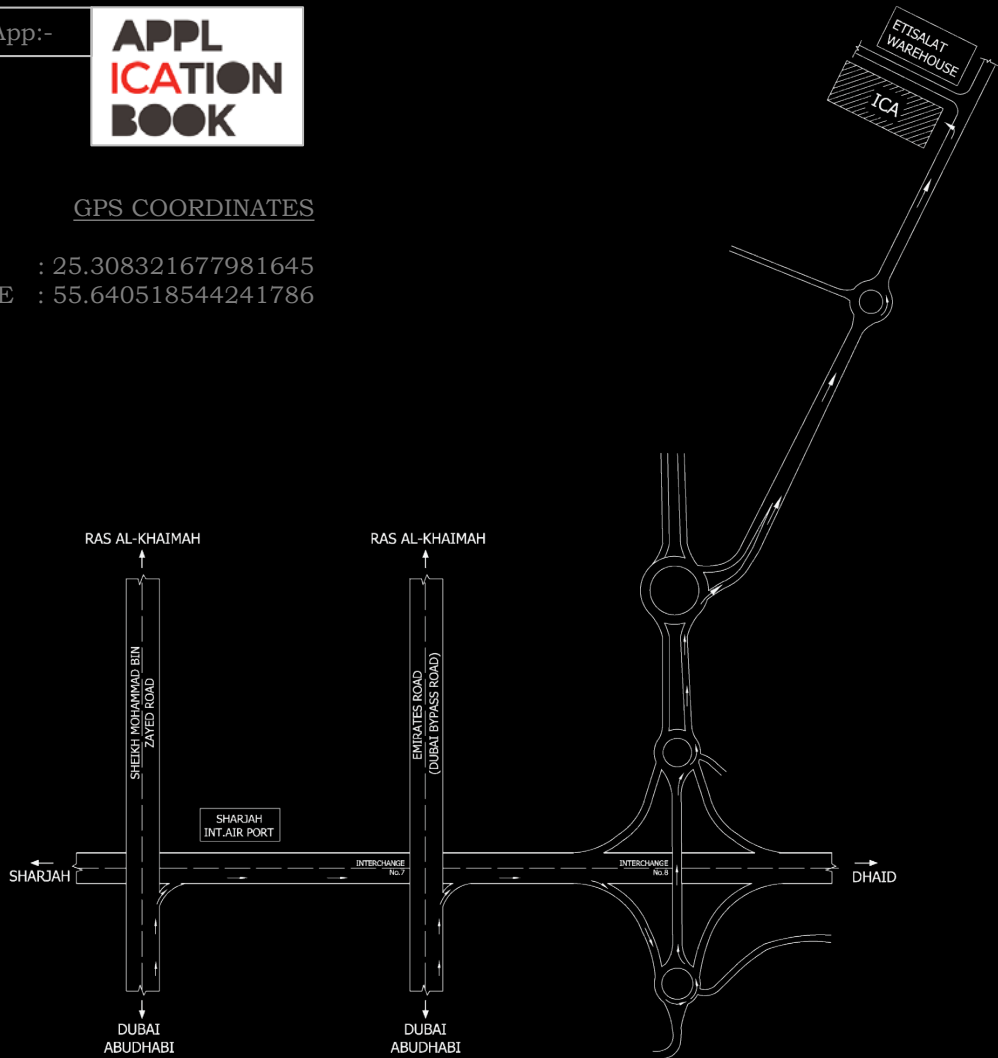 App:-
APPL
ICATION
BOOK
GPS COORDINATES
: 25.308321677981645
E : 55.640518544241786
ETISALAT
WAREHOUSE
ICA
RAS AL-KHAIMAH
RAS AL-KHAIMAH
SHEIKH MOHAMMAD BIN
ZAYED ROAD
EMIRATES ROAD
(DUBAI BYPASS ROAD)
SHARJAH
INT.AIR PORT
INTERCHANGE
No.7
INTERCHANGE
No.8
SHARJAH
DHAID
DUBAI
ABUDHABI
DUBAI
ABUDHABI